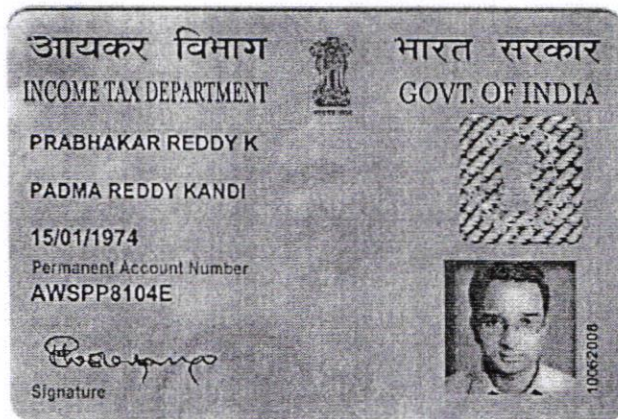 आयकर विभाग
INCOME TAX DEPARTMENT
भारत सरकार
GOVT. OF INDIA
PRABHAKAR REDDY K
PADMA REDDY KANDI
15/01/1974
Permanent Account Number
AWSPP8104E
Signature
10062008